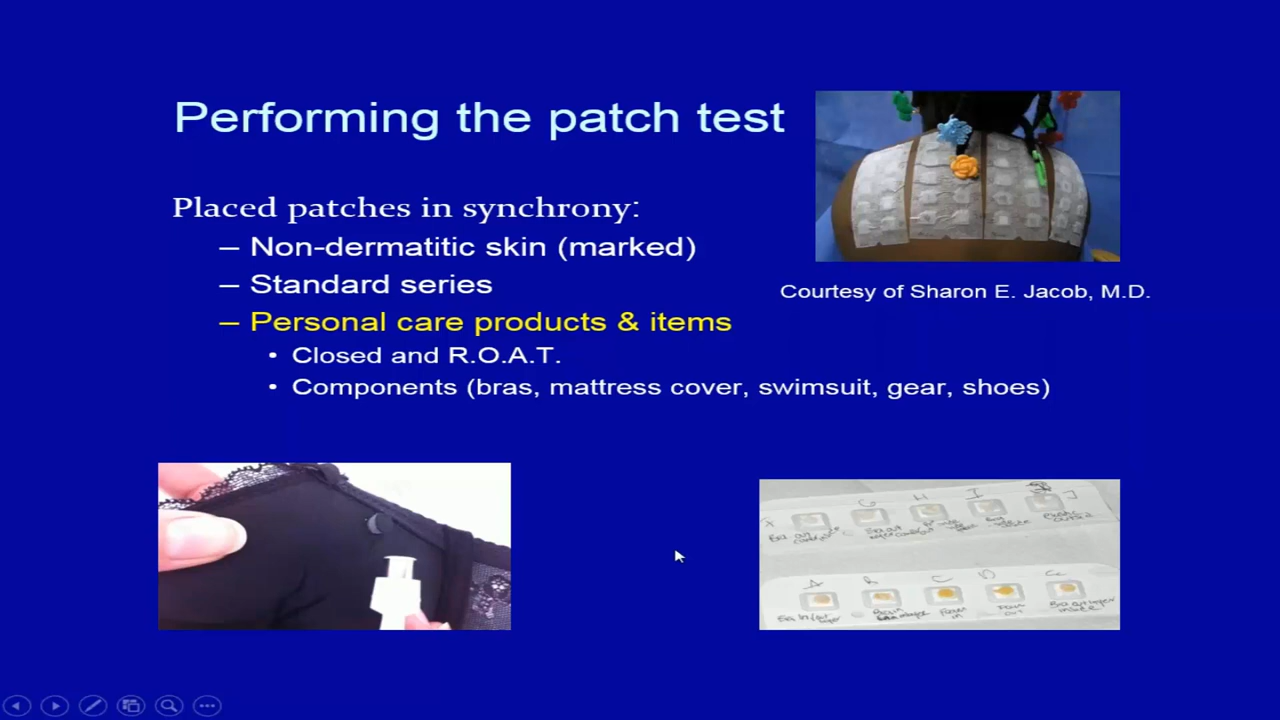 Performing the patch test
Placed patches in synchrony:
– Non-dermatitic skin (marked)
– Standard series
– Personal care products & items
• Closed and R.O.A.T.
• Components (bras, mattress cover, swimsuit, gear, shoes)
Courtesy of Sharon E. Jacob, M.D.
G H I J
A